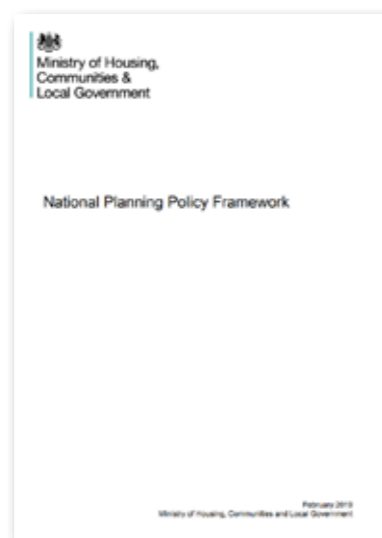 Ministry of Housing,
Communities &
Local Government
National Planning Policy Framework
February 2019
Ministry of Housing, Communities and Local Government